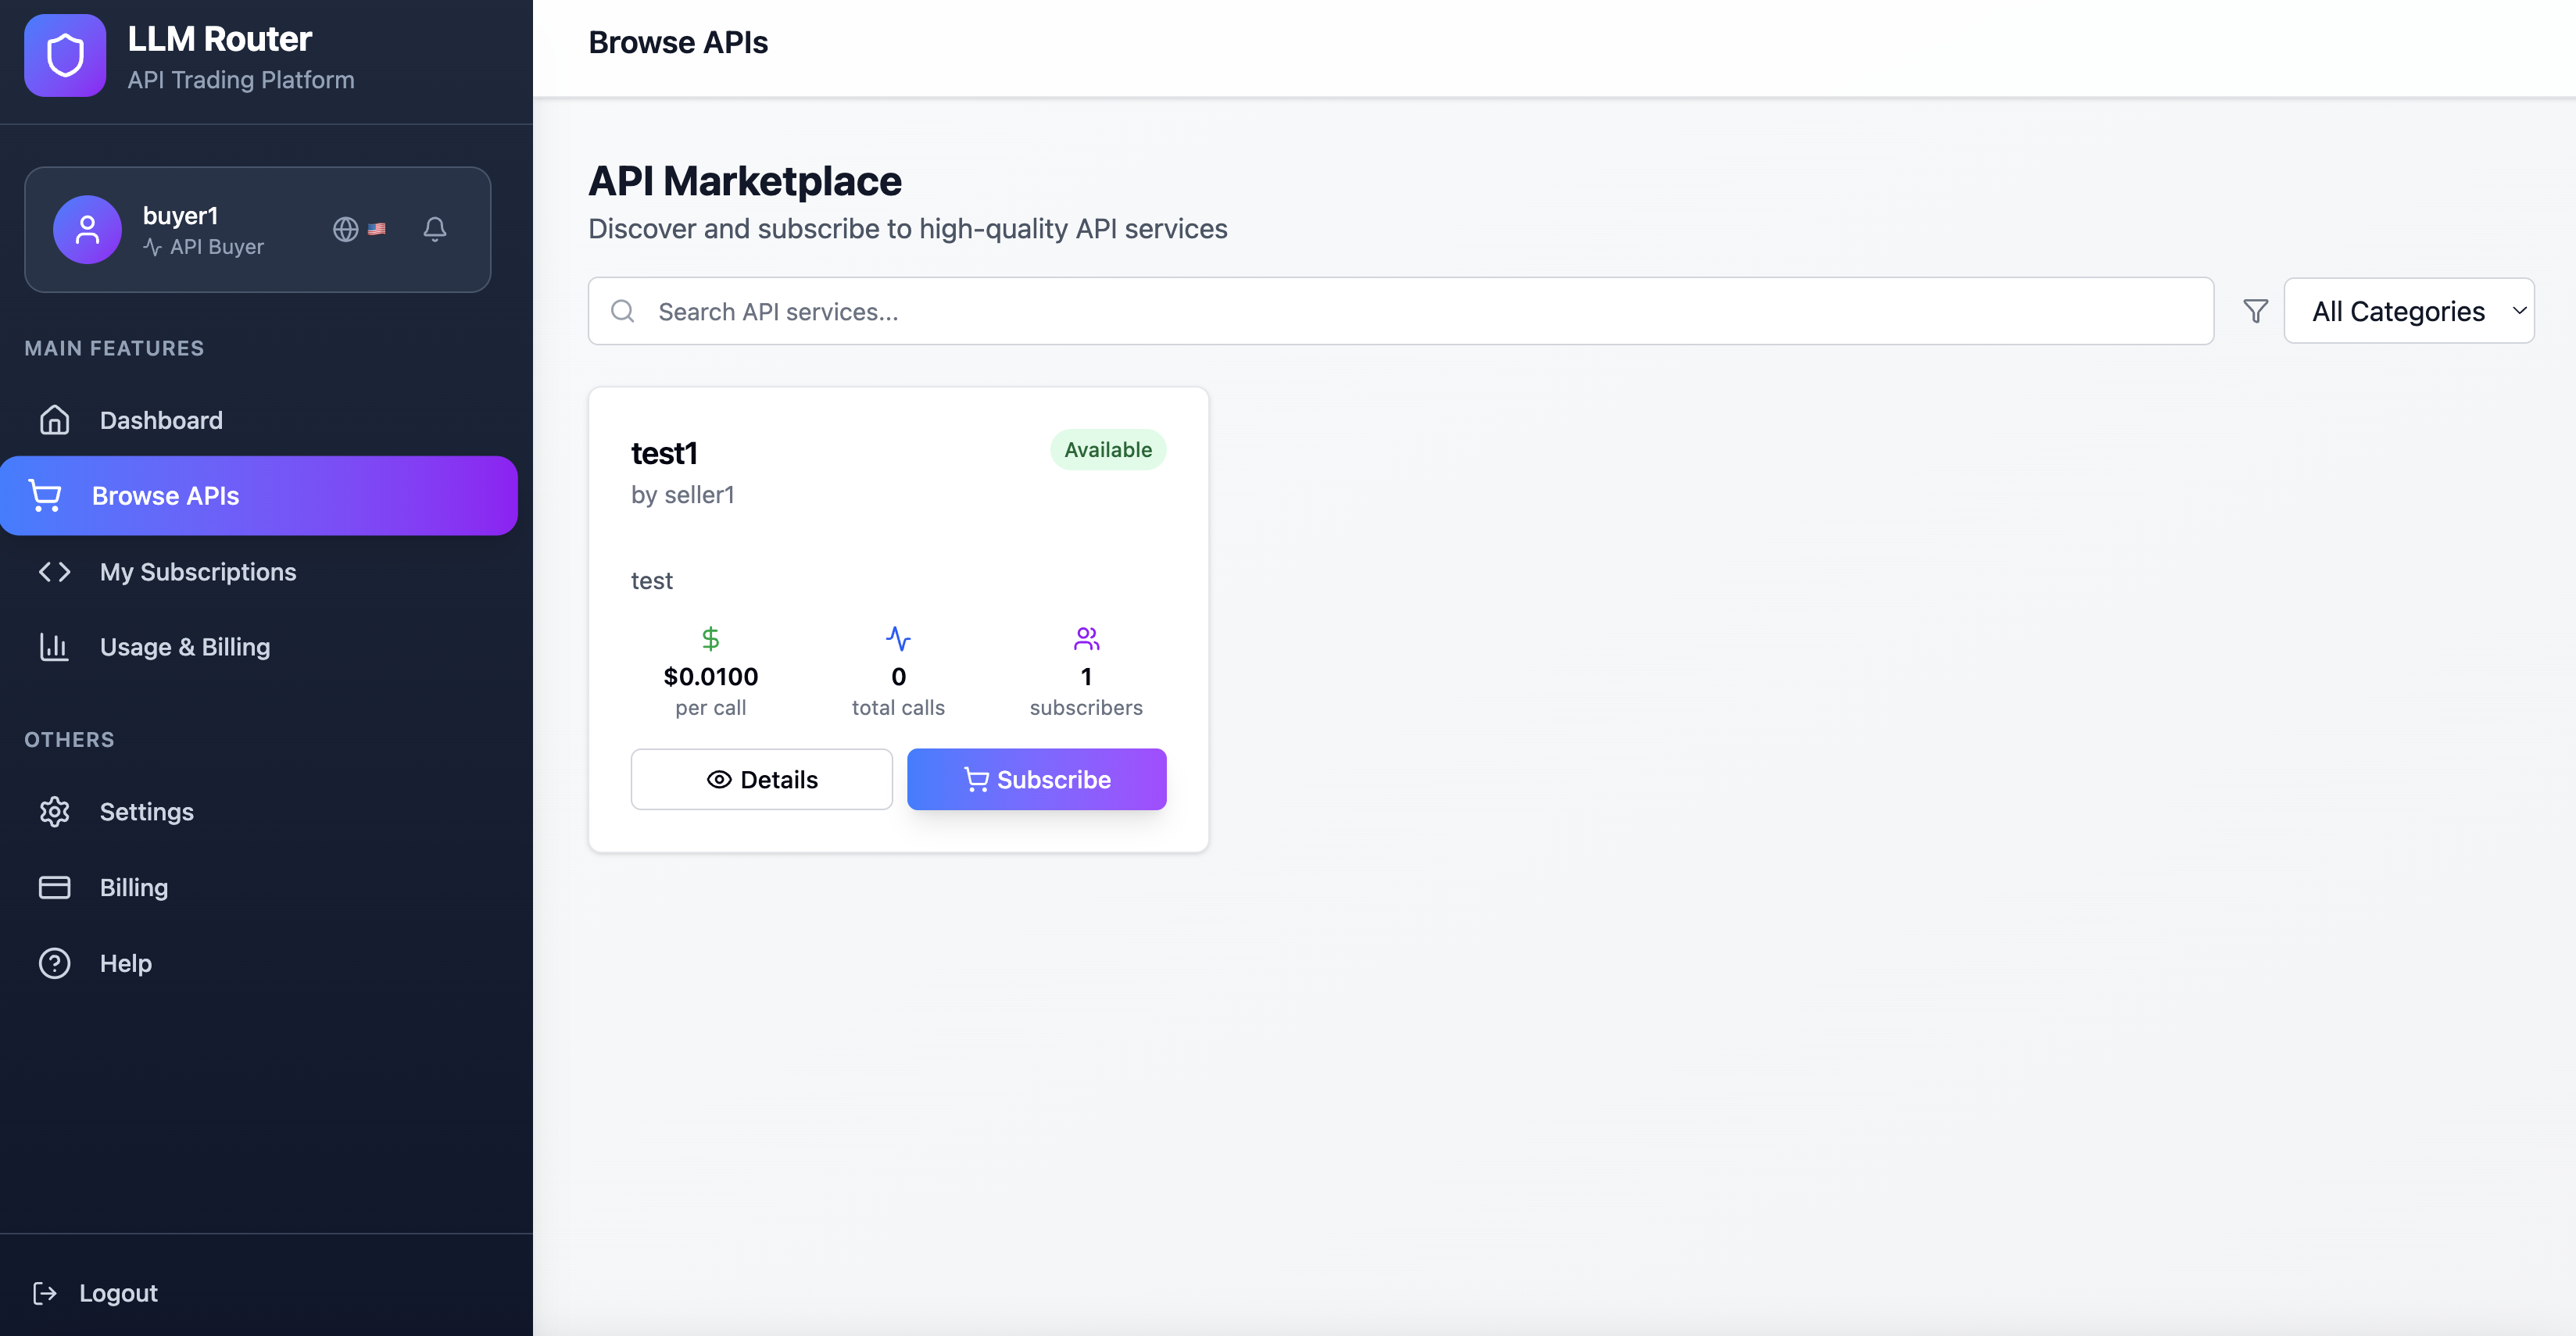 LLM Router
API Trading Platform
buyer1
API Buyer
MAIN FEATURES
Dashboard
Browse APIs
My Subscriptions
Usage & Billing
OTHERS
Settings
Billing
Help
Logout
Browse APIs
API Marketplace
Discover and subscribe to high-quality API services
Search API services...
All Categories
test1
Available
by seller1
test
$0.0100
per call
0
total calls
1
subscribers
Details
Subscribe